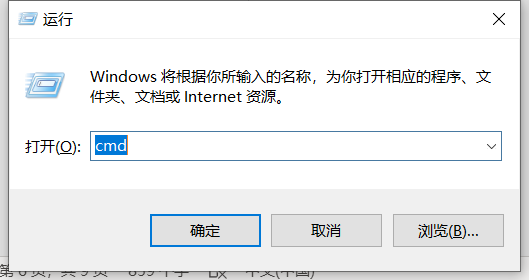 运行
Windows 将根据你所输入的名称，为你打开相应的程序、文
件夹、文档或 Internet 资源。
打开(O): cmd
确定 取消 浏览(B)...